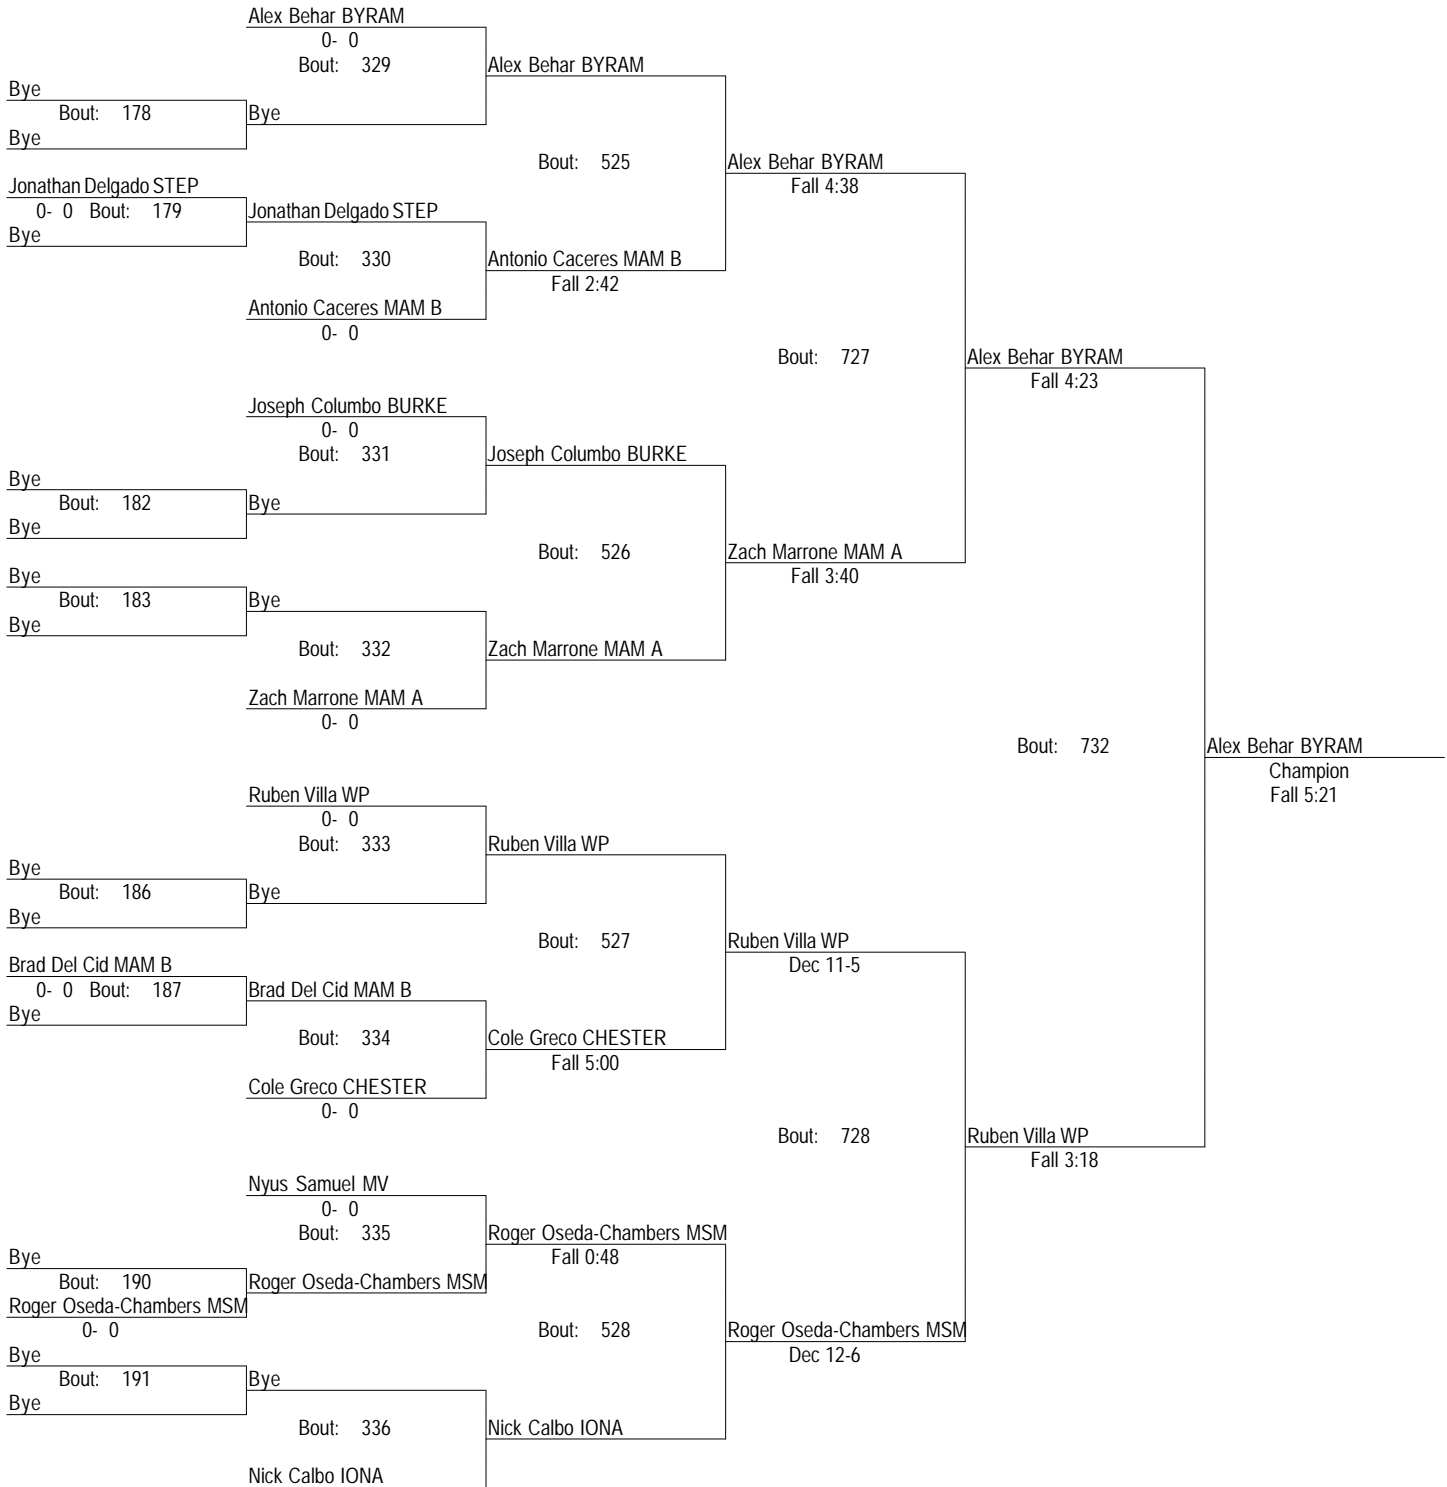 Alex Behar BYRAM
0- 0
Bout: 329
Alex Behar BYRAM
Bye
Bout: 178
Bye
Bye
Bout: 525
Alex Behar BYRAM
Fall 4:38
Jonathan Delgado STEP
0- 0 Bout: 179
Jonathan Delgado STEP
Bye
Bout: 330
Antonio Caceres MAM B
Fall 2:42
Antonio Caceres MAM B
0- 0
Bout: 727
Alex Behar BYRAM
Fall 4:23
Joseph Columbo BURKE
0- 0
Bout: 331
Joseph Columbo BURKE
Bye
Bout: 182
Bye
Bye
Bout: 526
Zach Marrone MAM A
Fall 3:40
Bye
Bout: 183
Bye
Bye
Bout: 332
Zach Marrone MAM A
Zach Marrone MAM A
0- 0
Bout: 732
Alex Behar BYRAM
Champion
Fall 5:21
Ruben Villa WP
0- 0
Bout: 333
Ruben Villa WP
Bye
Bout: 186
Bye
Bye
Bout: 527
Ruben Villa WP
Dec 11-5
Brad Del Cid MAM B
0- 0 Bout: 187
Brad Del Cid MAM B
Bye
Bout: 334
Cole Greco CHESTER
Fall 5:00
Cole Greco CHESTER
0- 0
Bout: 728
Ruben Villa WP
Fall 3:18
Nyus Samuel MV
0- 0
Bout: 335
Roger Oseda-Chambers MSM
Fall 0:48
Bye
Bout: 190
Roger Oseda-Chambers MSM
Roger Oseda-Chambers MSM
0- 0
Bout: 528
Roger Oseda-Chambers MSM
Dec 12-6
Bye
Bout: 191
Bye
Bye
Bout: 336
Nick Calbo IONA
Nick Calbo IONA